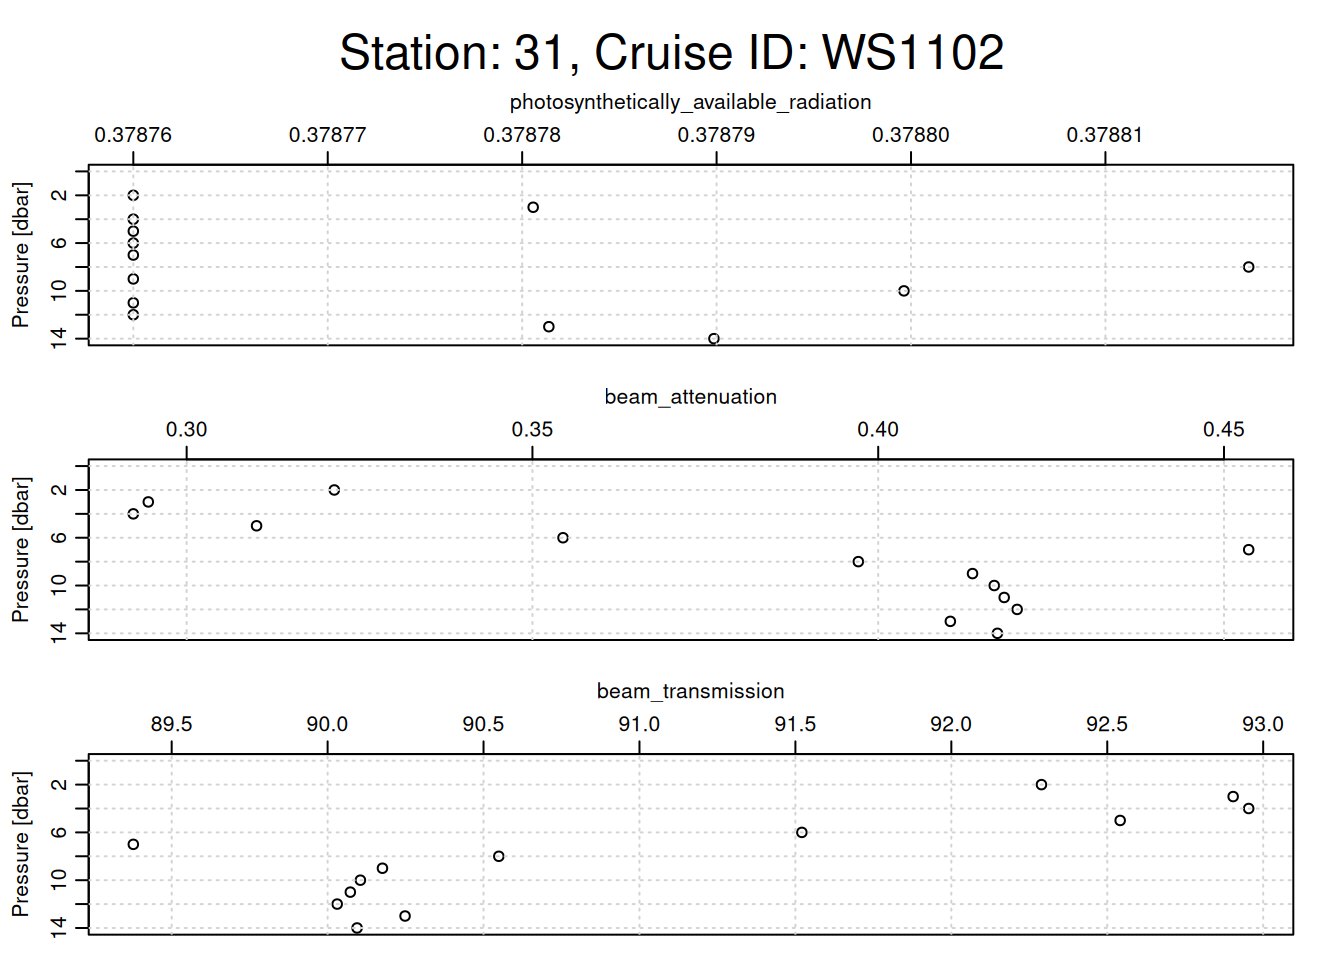 Station: 31, Cruise ID: WS1102
photosynthetically_available_radiation
0.37876 0.37877 0.37878 0.37879 0.37880 0.37881
Pressure [dbar]
2
6
10
14
beam_attenuation
0.30 0.35 0.40 0.45
Pressure [dbar]
2
6
10
14
beam_transmission
89.5 90.0 90.5 91.0 91.5 92.0 92.5 93.0
Pressure [dbar]
2
6
10
14